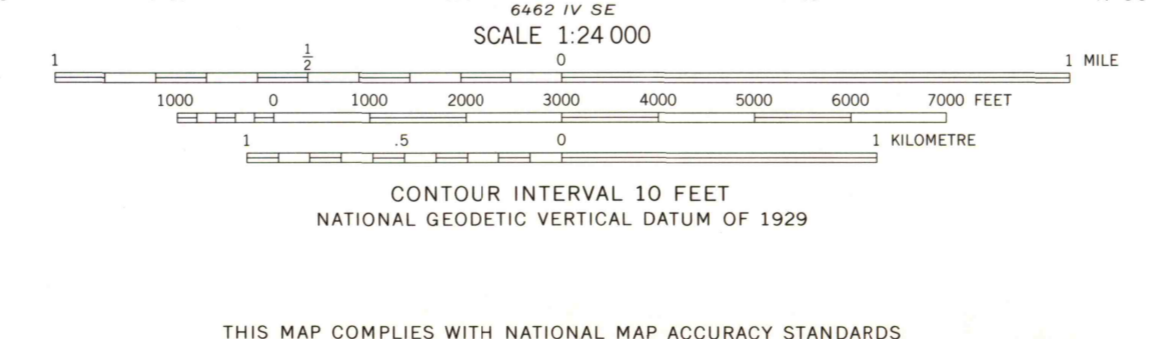 6462 IV SE
SCALE 1:24 000
1 1/2 0 1 MILE
1000 0 1000 2000 3000 4000 5000 6000 7000 FEET
1 .5 0 1 KILOMETRE
CONTOUR INTERVAL 10 FEET
NATIONAL GEODETIC VERTICAL DATUM OF 1929
THIS MAP COMPLIES WITH NATIONAL MAP ACCURACY STANDARDS